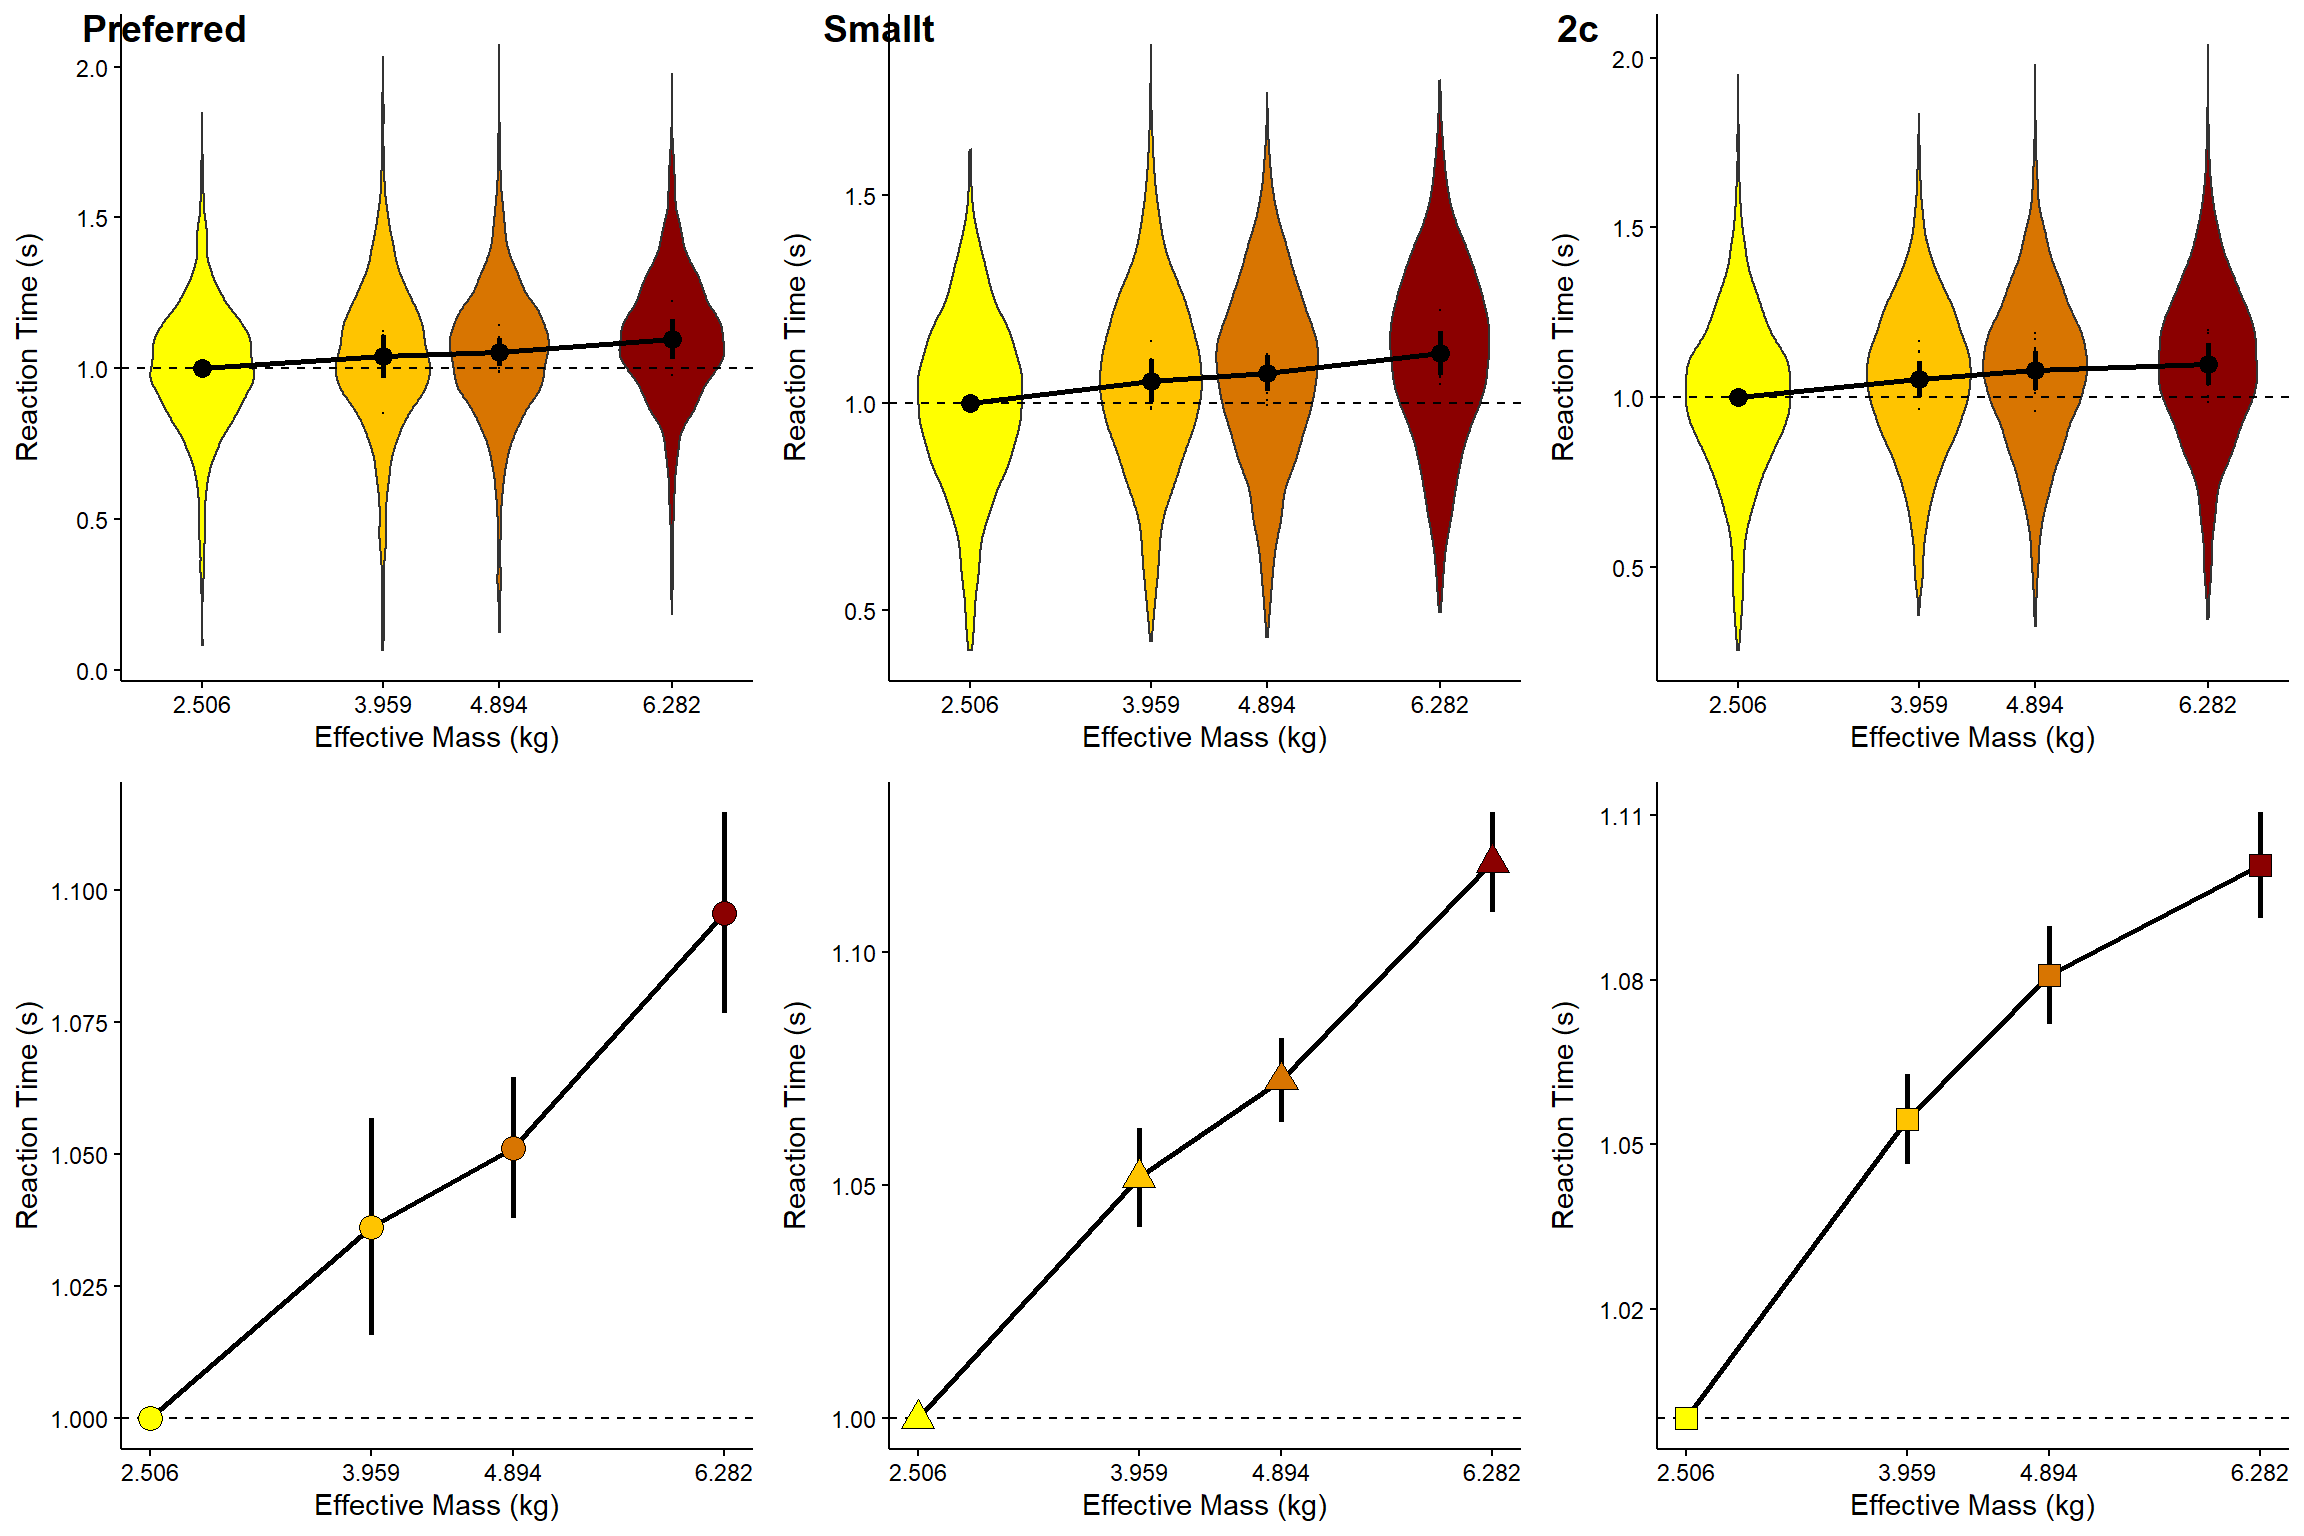 Preferred
Smallt
2c
Reaction Time (s)
2.0
1.5
1.0
0.5
0.0
2.506 3.959 4.894 6.282
Effective Mass (kg)
Reaction Time (s)
1.5
1.0
0.5
2.506 3.959 4.894 6.282
Effective Mass (kg)
Reaction Time (s)
2.0
1.5
1.0
0.5
2.506 3.959 4.894 6.282
Effective Mass (kg)
Reaction Time (s)
1.100
1.075
1.050
1.025
1.000
2.506 3.959 4.894 6.282
Effective Mass (kg)
Reaction Time (s)
1.10
1.05
1.00
2.506 3.959 4.894 6.282
Effective Mass (kg)
Reaction Time (s)
1.11
1.08
1.05
1.02
2.506 3.959 4.894 6.282
Effective Mass (kg)